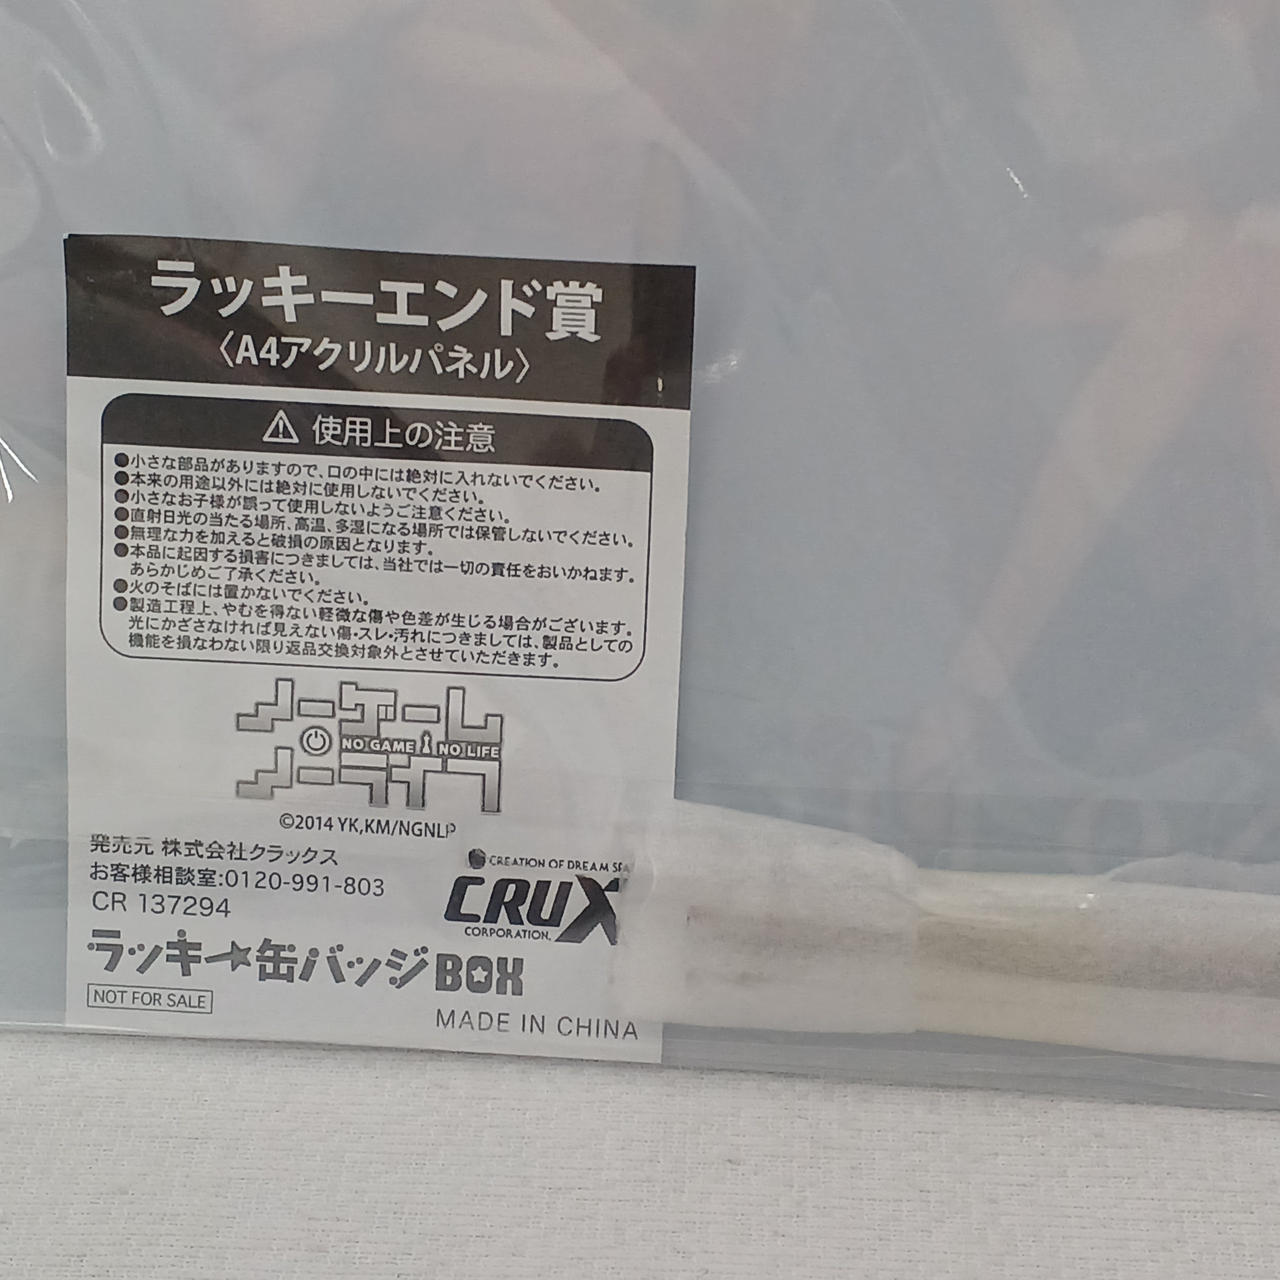 ラッキーエンド賞
〈A4アクリルパネル〉
使用上の注意
●小さな部品がありますので、口の中には絶対に入れないでください。
●本来の用途以外には絶対に使用しないでください。
●小さなお子様が誤って使用しないようご注意ください。
●直射日光の当たる場所、高温、多湿になる場所では保管しないでください。
●無理な力を加えると破損の原因となります。
●本品に起因する損害につきましては、当社では一切の責任をおいかねます。
あらかじめご了承ください。
●火のそばには置かないでください。
●製造工程上、やむを得ない軽微な傷や色差が生じる場合がございます。
光にかざさなければ見えない傷・スレ・汚れにつきましては、製品としての
機能を損なわない限り返品交換対象外とさせていただきます。
ノーゲーム
NO GAME NO LIFE
ノーライフ
©2014 YK,KM/NGNLP
発売元 株式会社クラックス
お客様相談室:0120-991-803
CR 137294
CREATION OF DREAM
CRUX
CORPORATION.
ラッキー★缶バッジBOX
NOT FOR SALE
MADE IN CHINA